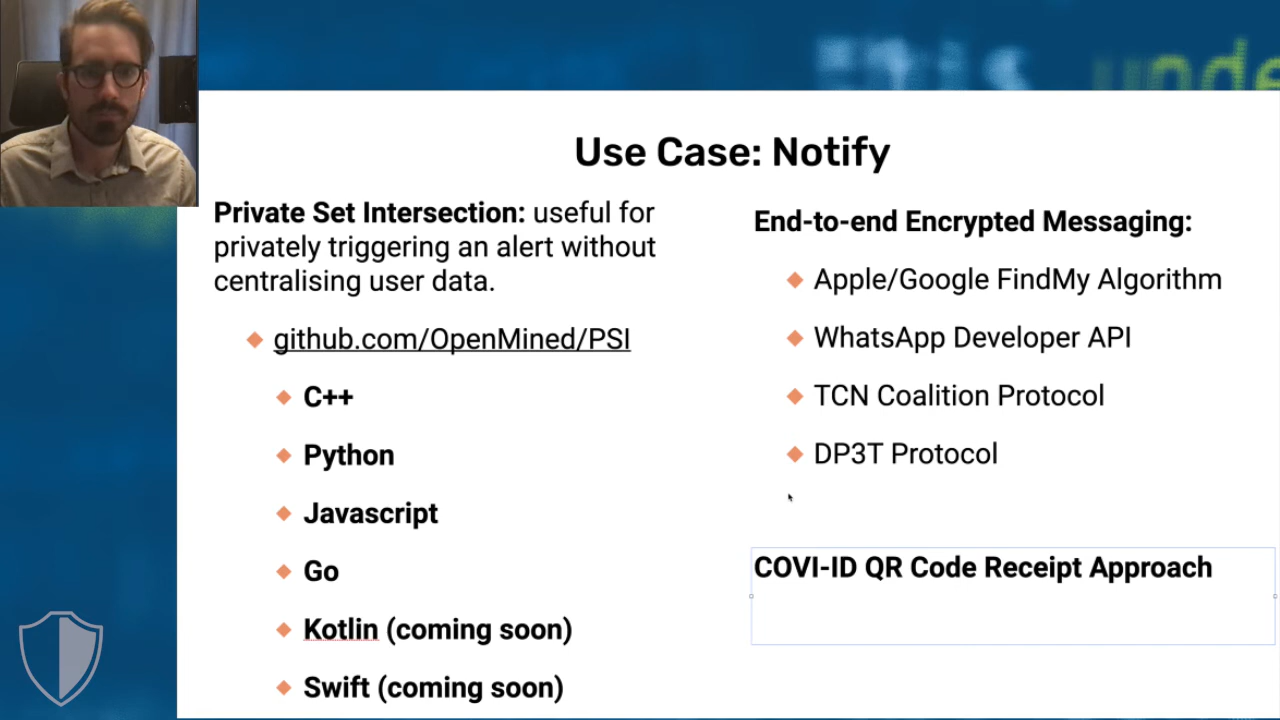 Use Case: Notify
Private Set Intersection: useful for
privately triggering an alert without
centralising user data.
github.com/OpenMined/PSI
C++
Python
Javascript
Go
Kotlin (coming soon)
Swift (coming soon)
End-to-end Encrypted Messaging:
Apple/Google FindMy Algorithm
WhatsApp Developer API
TCN Coalition Protocol
DP3T Protocol
COVI-ID QR Code Receipt Approach